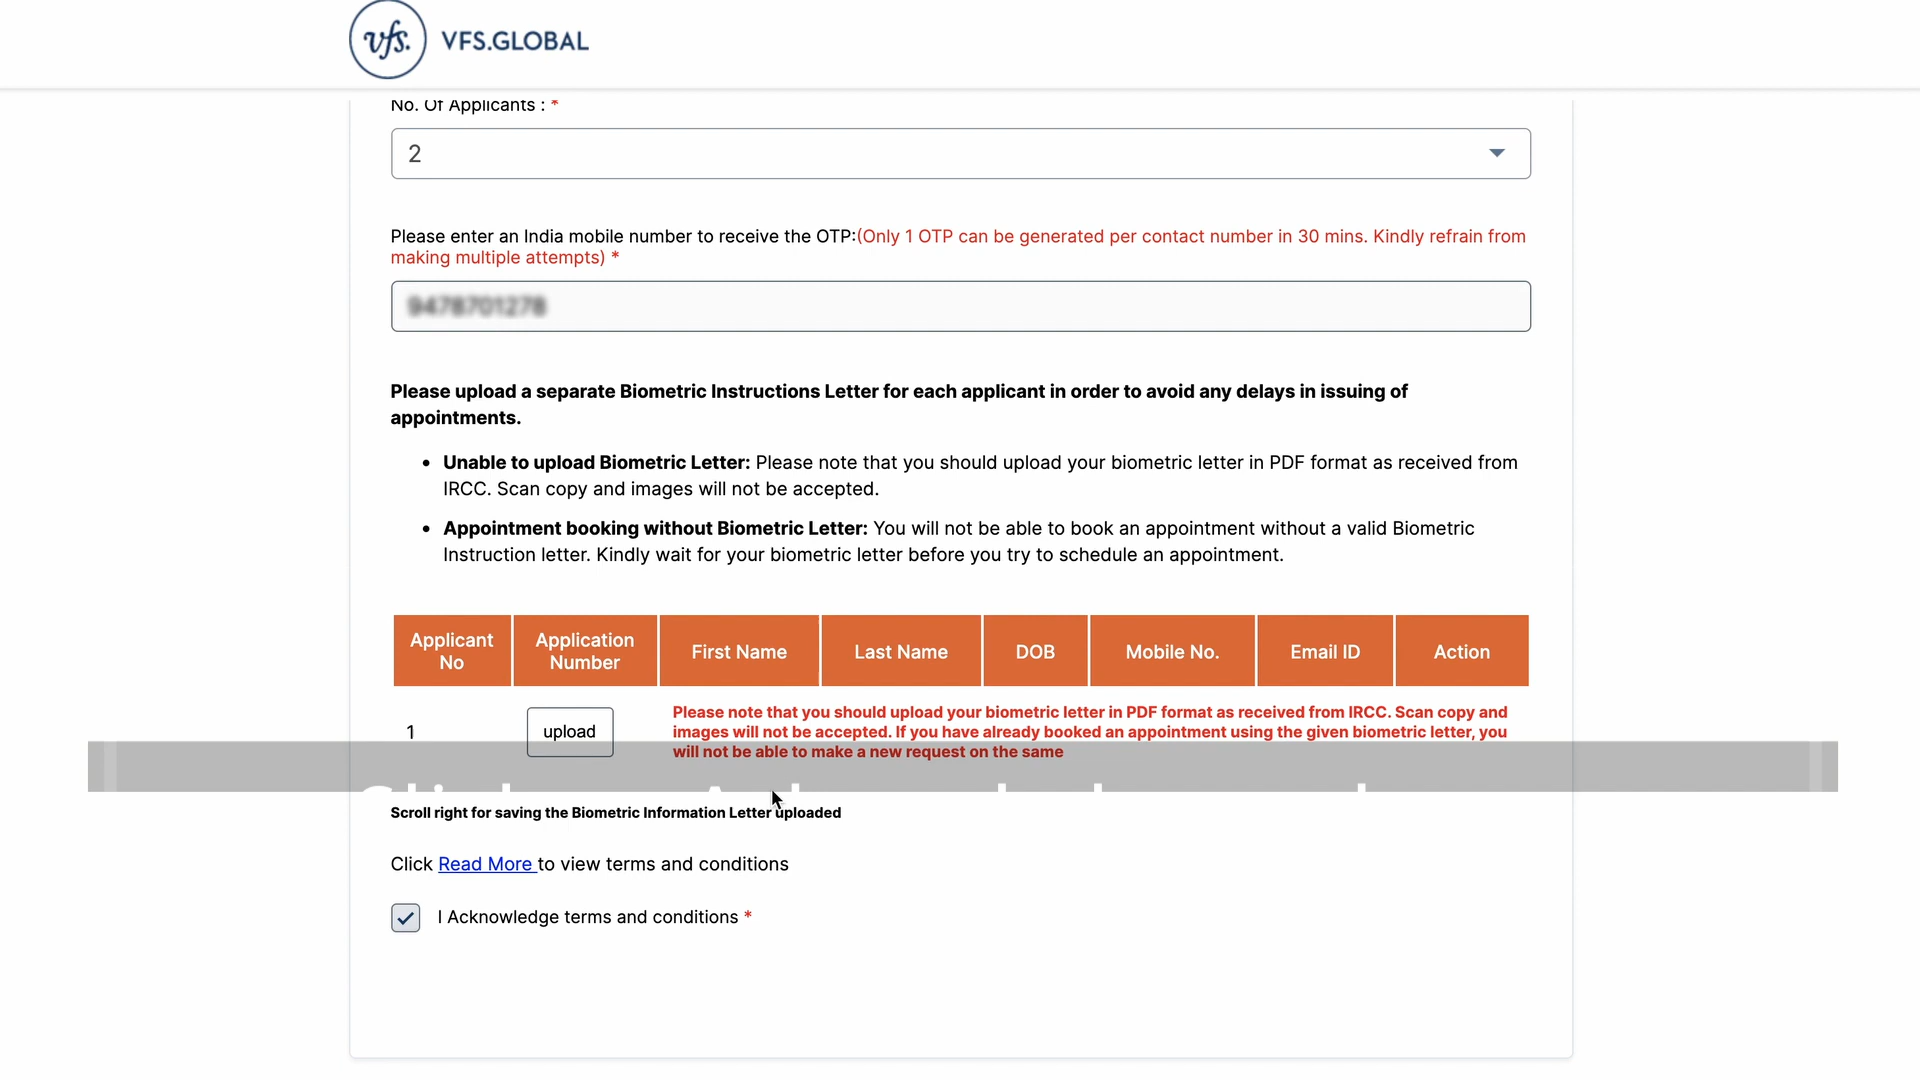 vfs. VFS.GLOBAL
No. Of Applicants : *
2
Please enter an India mobile number to receive the OTP:(Only 1 OTP can be generated per contact number in 30 mins. Kindly refrain from
making multiple attempts) *
Please upload a separate Biometric Instructions Letter for each applicant in order to avoid any delays in issuing of
appointments.
• Unable to upload Biometric Letter: Please note that you should upload your biometric letter in PDF format as received from
IRCC. Scan copy and images will not be accepted.
• Appointment booking without Biometric Letter: You will not be able to book an appointment without a valid Biometric
Instruction letter. Kindly wait for your biometric letter before you try to schedule an appointment.
Applicant No Application Number First Name Last Name DOB Mobile No. Email ID Action
1 upload
Please note that you should upload your biometric letter in PDF format as received from IRCC. Scan copy and
images will not be accepted. If you have already booked an appointment using the given biometric letter, you
will not be able to make a new request on the same
Scroll right for saving the Biometric Information Letter uploaded
Click Read More to view terms and conditions
I Acknowledge terms and conditions *